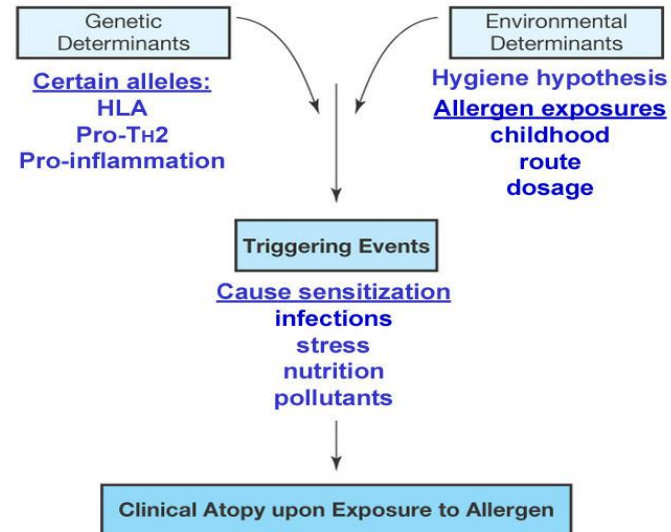 Genetic
Determinants
Certain alleles:
HLA
Pro-TH2
Pro-inflammation
Environmental
Determinants
Hygiene hypothesis
Allergen exposures
childhood
route
dosage
Triggering Events
Cause sensitization
infections
stress
nutrition
pollutants
Clinical Atopy upon Exposure to Allergen